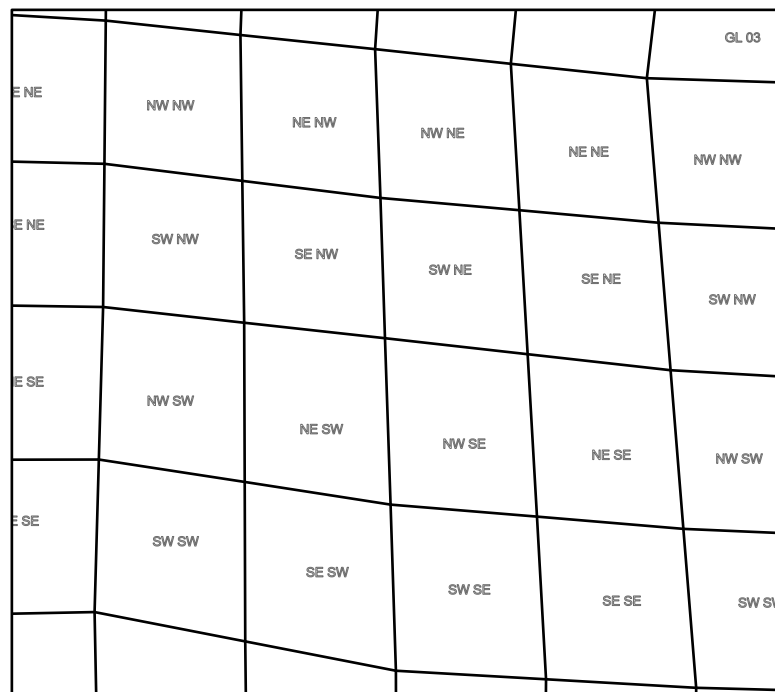 GL 03
E NE
NW NW
NE NW
NW NE
NE NE
NW NW
E NE
SW NW
SE NW
SW NE
SE NE
SW NW
E SE
NW SW
NE SW
NW SE
NE SE
NW SW
E SE
SW SW
SE SW
SW SE
SE SE
SW SW